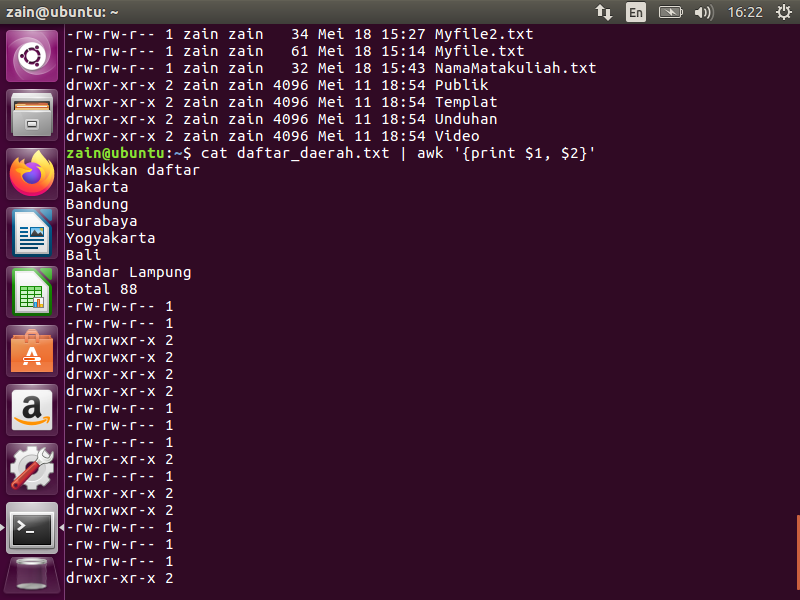 zain@ubuntu: ~
En
16:22
-rw-rw-r-- 1 zain zain   34 Mei 18 15:27 Myfile2.txt
-rw-rw-r-- 1 zain zain   61 Mei 18 15:14 Myfile.txt
-rw-rw-r-- 1 zain zain   32 Mei 18 15:43 NamaMatakuliah.txt
drwxr-xr-x 2 zain zain 4096 Mei 11 18:54 Publik
drwxr-xr-x 2 zain zain 4096 Mei 11 18:54 Templat
drwxr-xr-x 2 zain zain 4096 Mei 11 18:54 Unduhan
drwxr-xr-x 2 zain zain 4096 Mei 11 18:54 Video
zain@ubuntu:~$ cat daftar_daerah.txt | awk '{print $1, $2}'
Masukkan daftar
Jakarta
Bandung
Surabaya
Yogyakarta
Bali
Bandar Lampung
total 88
-rw-rw-r-- 1
-rw-rw-r-- 1
drwxrwxr-x 2
drwxrwxr-x 2
drwxr-xr-x 2
drwxr-xr-x 2
-rw-rw-r-- 1
-rw-rw-r-- 1
-rw-r--r-- 1
drwxr-xr-x 2
-rw-r--r-- 1
drwxr-xr-x 2
drwxrwxr-x 2
-rw-rw-r-- 1
-rw-rw-r-- 1
-rw-rw-r-- 1
drwxr-xr-x 2